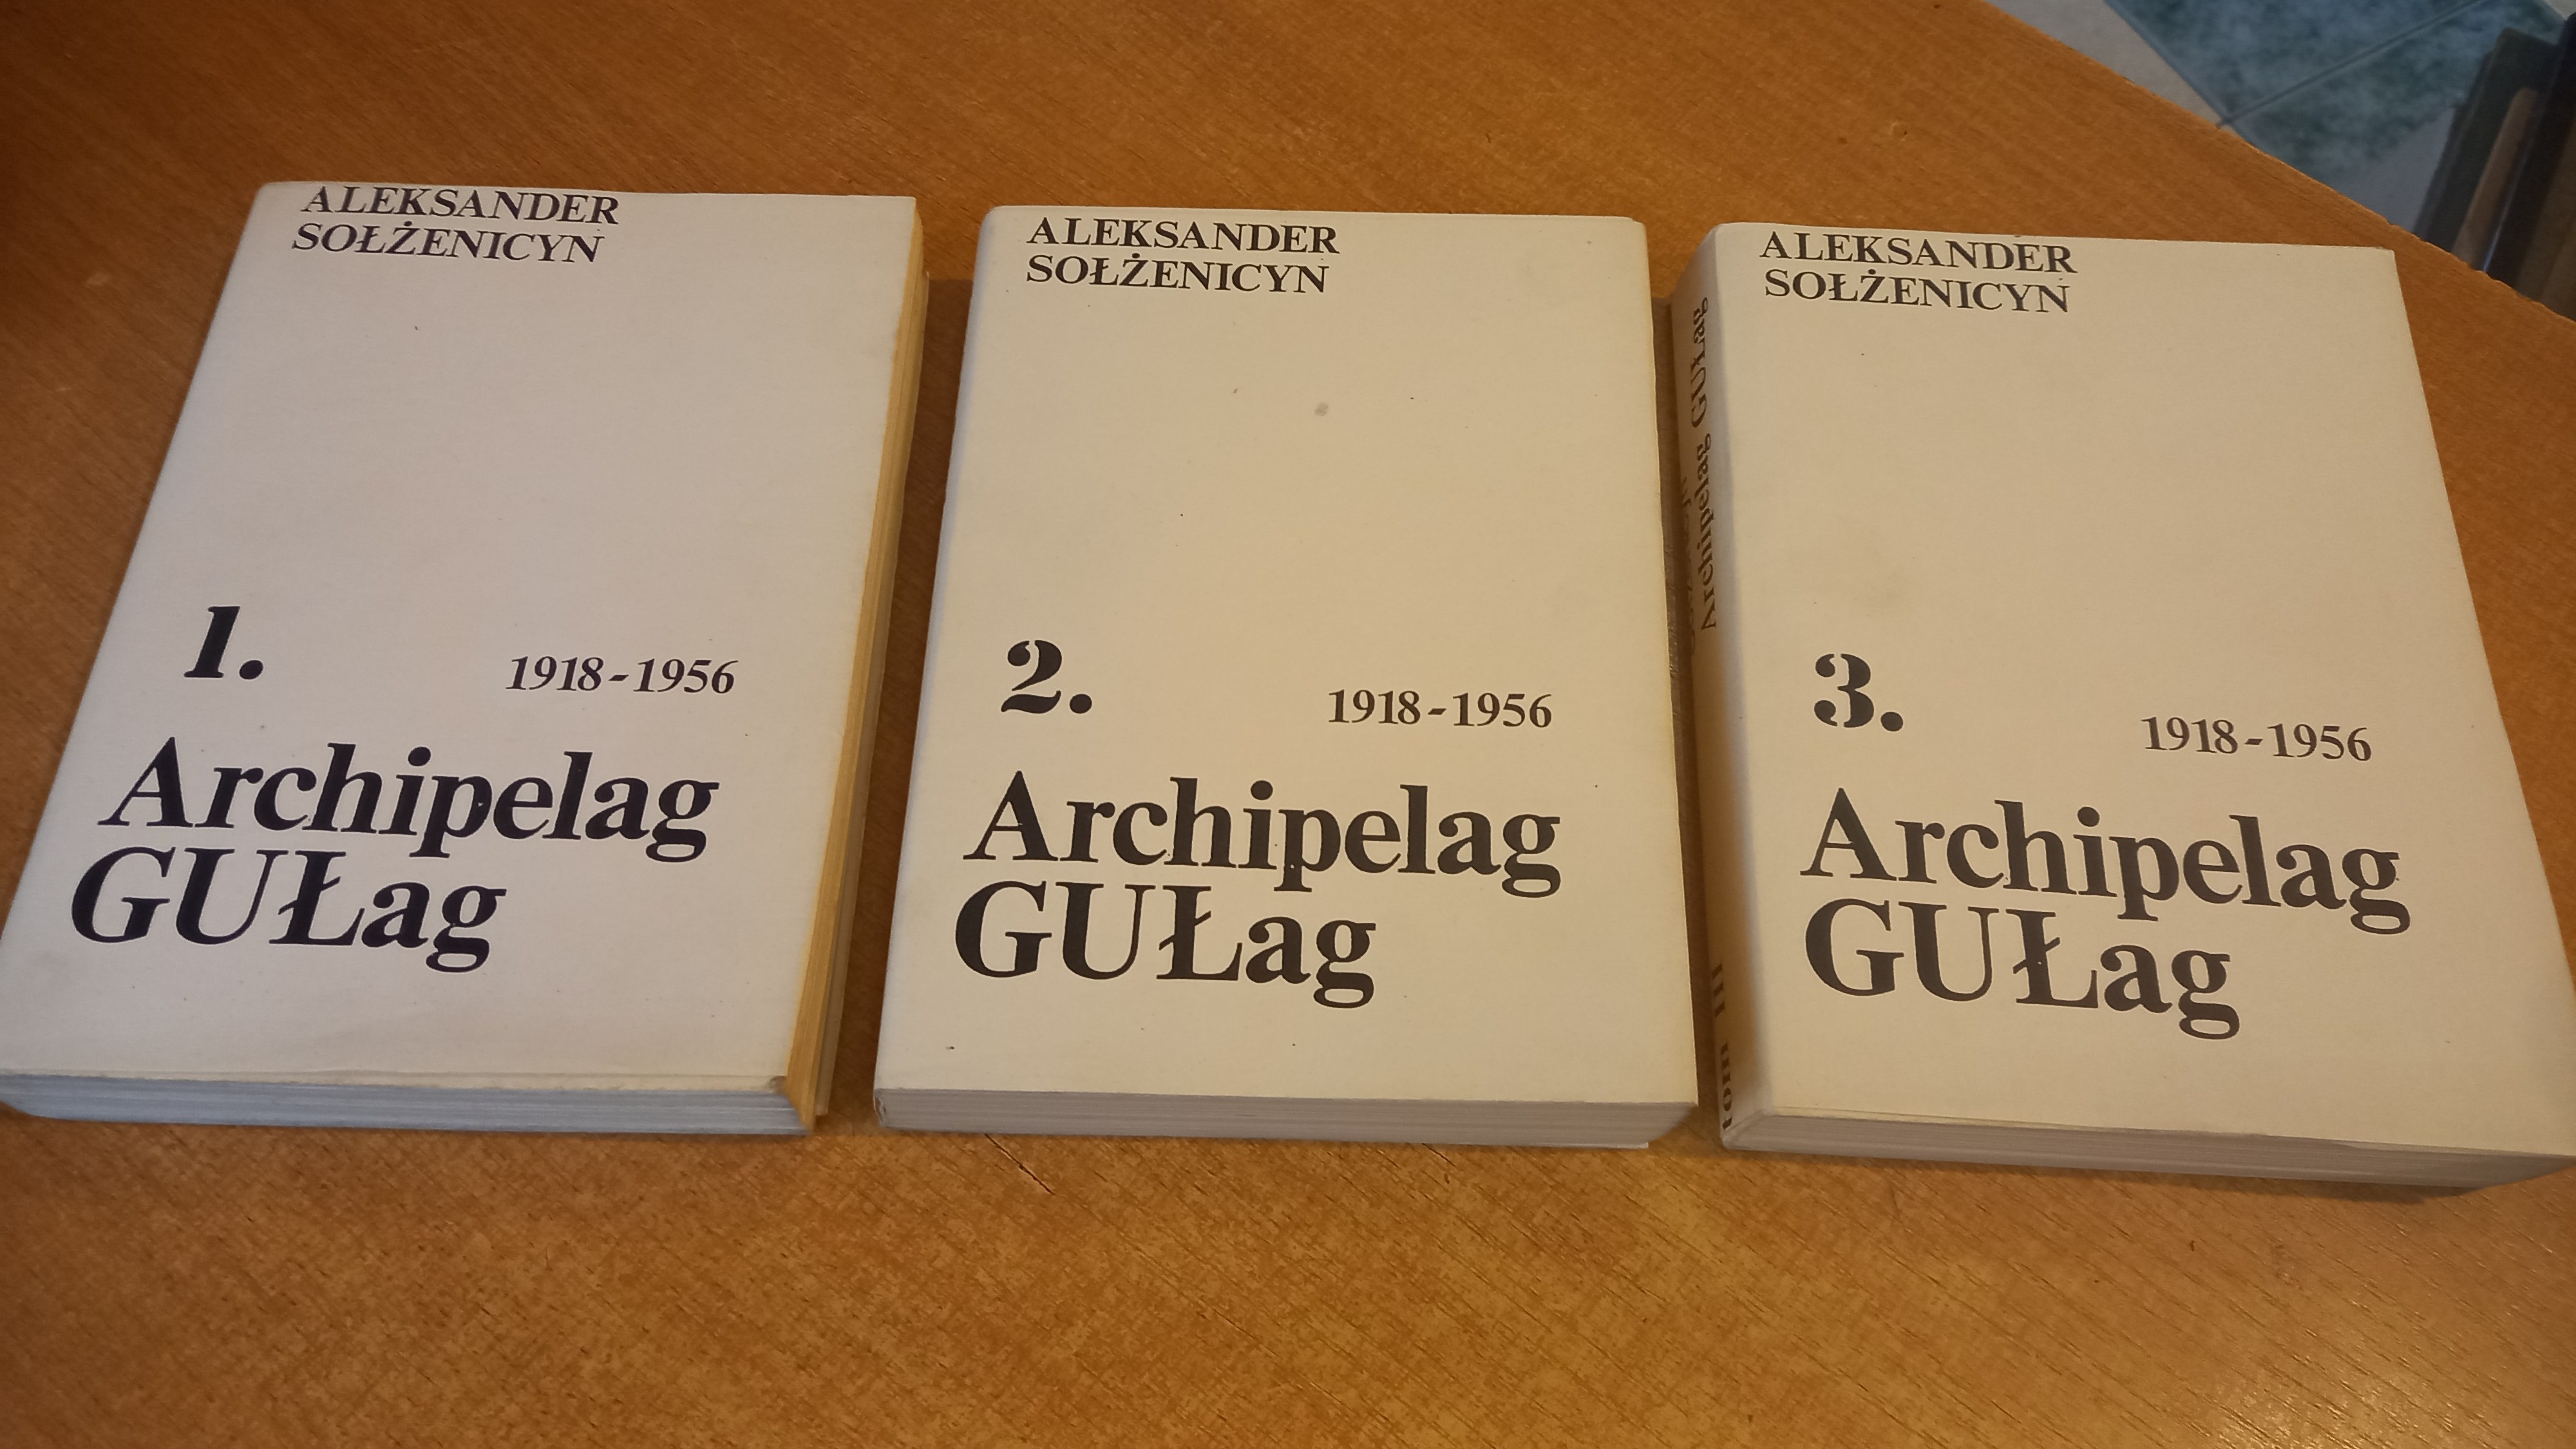 ALEKSANDER
SOŁŻENICYN
1.
1918-1956
Archipelag
GUŁag
ALEKSANDER
SOŁŻENICYN
2.
1918-1956
Archipelag
GUŁag
Archipelag GUŁag
tom III
ALEKSANDER
SOŁŻENICYN
3.
1918-1956
Archipelag
GUŁag